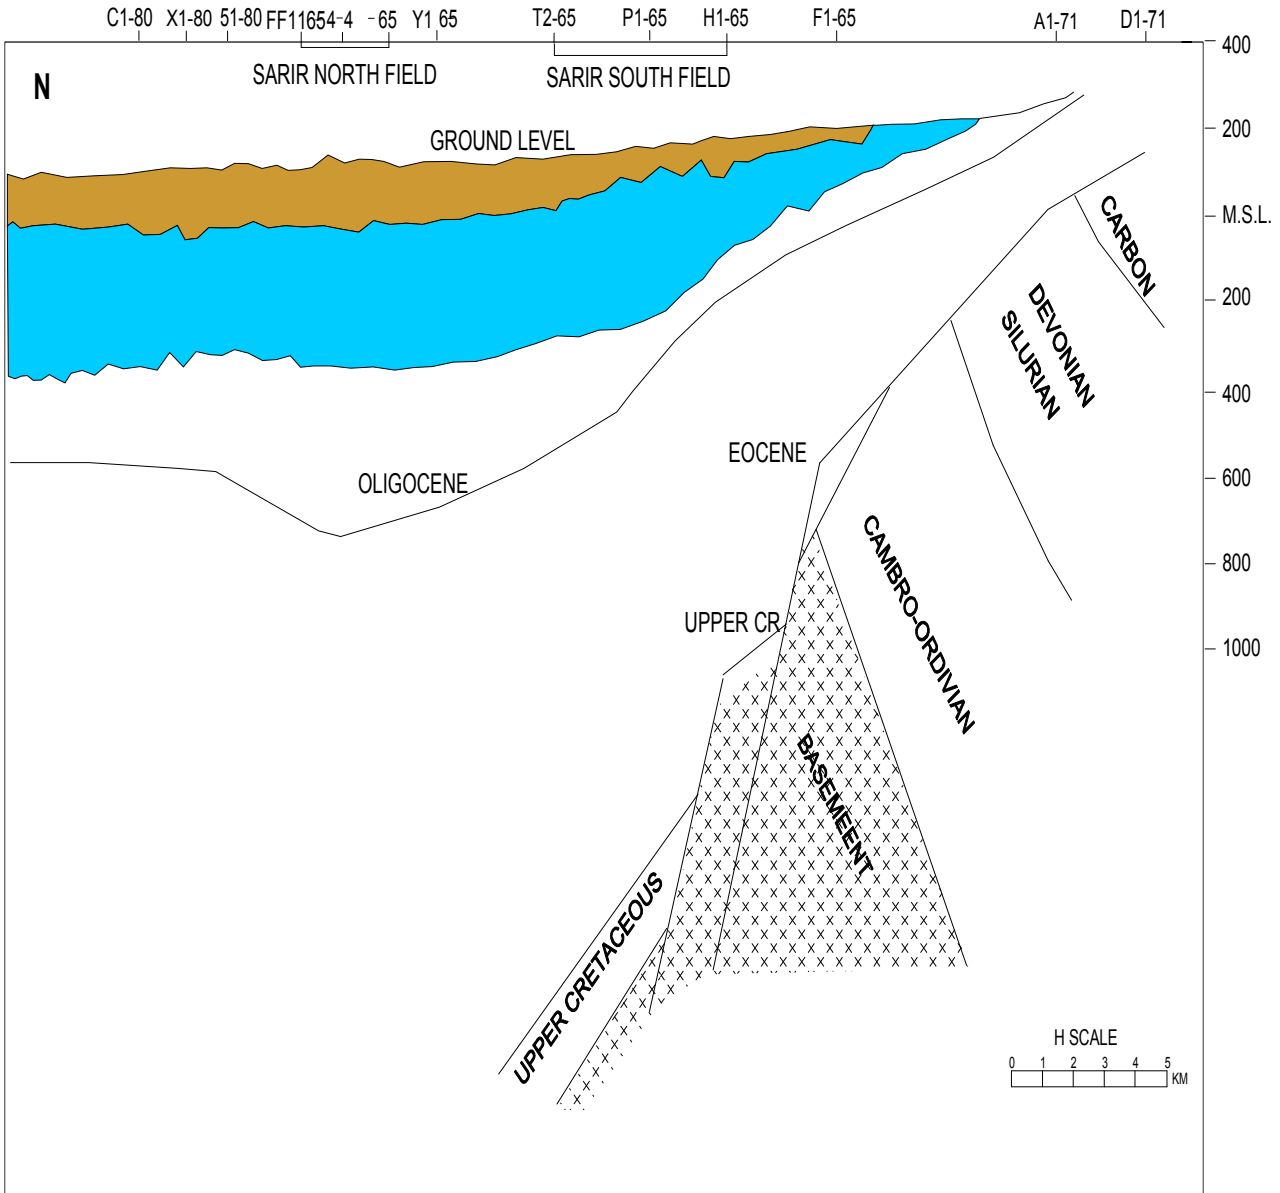 C1-80 X1-80 51-80 FF11654-4 -65 Y1 65 T2-65 P1-65 H1-65 F1-65 A1-71 D1-71
400
SARIR NORTH FIELD SARIR SOUTH FIELD
N
200
GROUND LEVEL
M.S.L.
CARBON
200
DEVONIAN
SILURIAN
400
EOCENE
600
OLIGOCENE
800
CAMBRO-ORDIVIAN
UPPER CR
1000
BASEMEENT
UPPER CRETACEOUS
H SCALE
0 1 2 3 4 5
KM